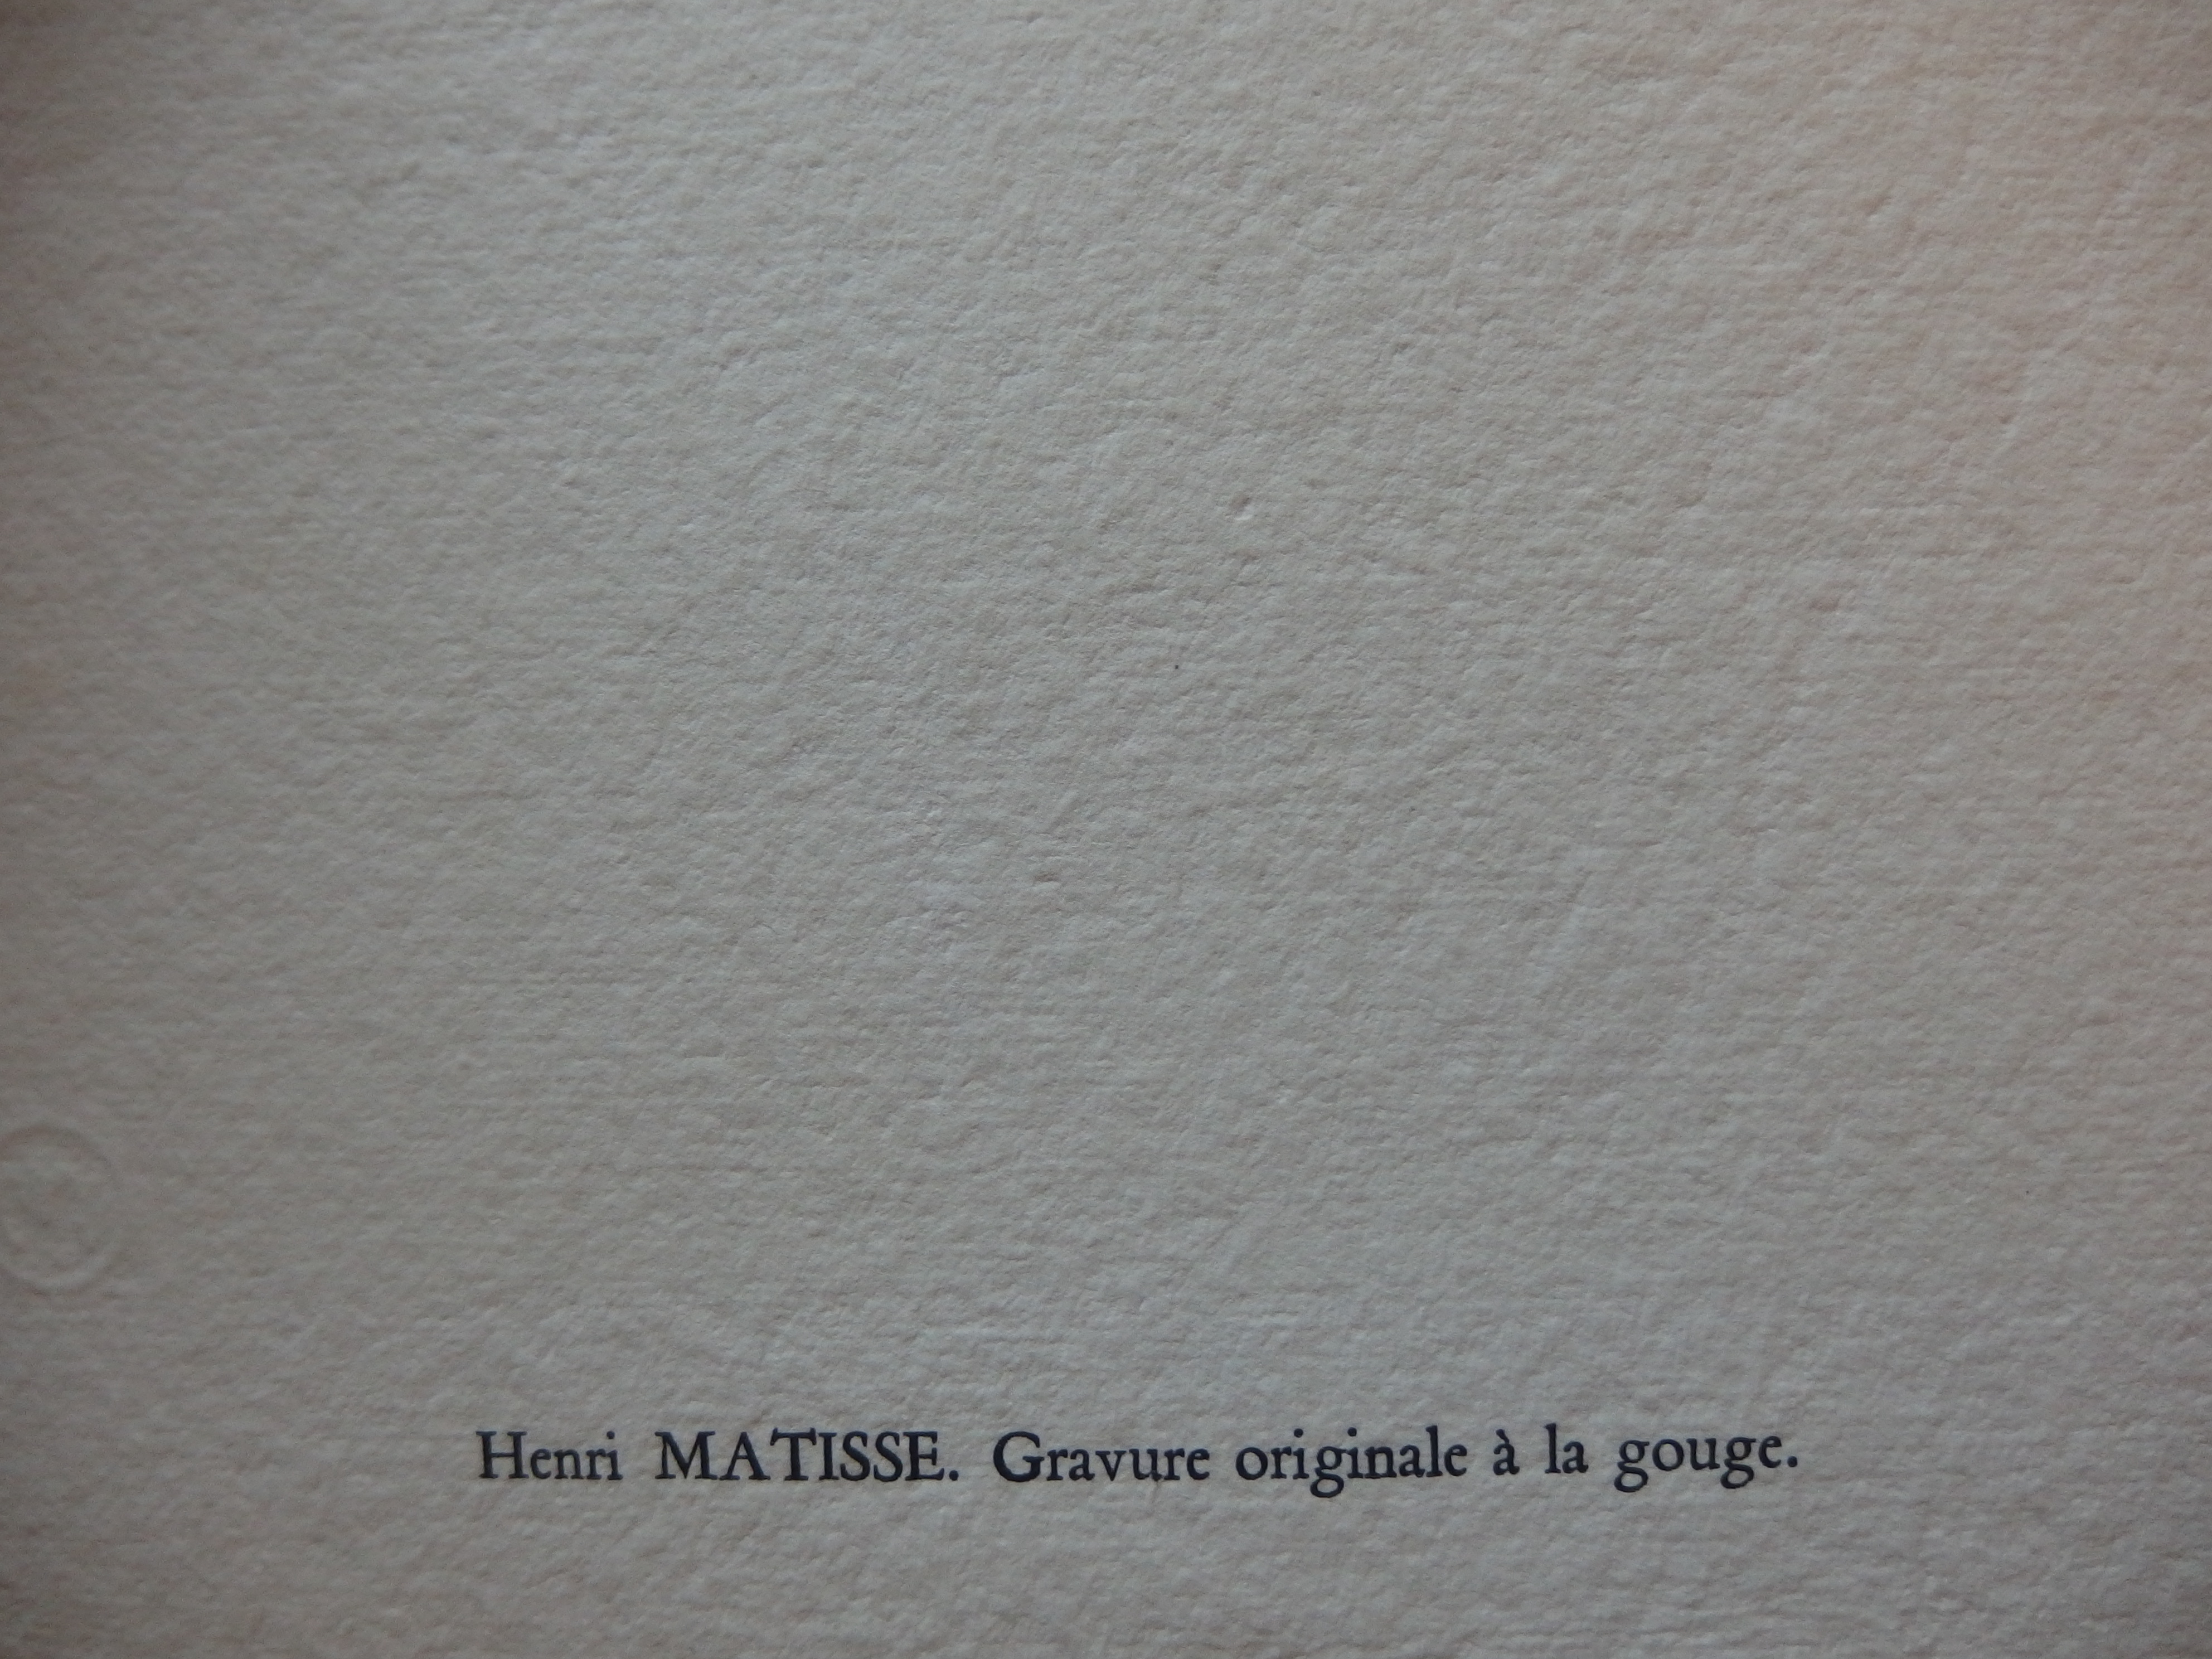 Henri MATISSE. Gravure originale à la gouge.